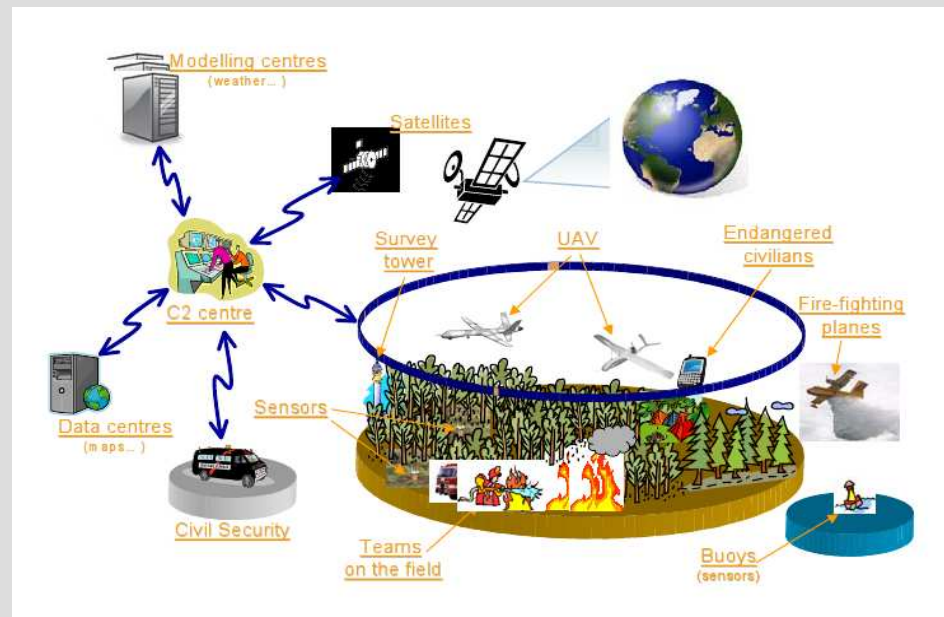 Modelling centres
(weather...)
Satellites
Survey
tower
UAV
Endangered
civilians
C2 centre
Fire-fighting
planes
Sensors
Data centres
(maps...)
Civil Security
Teams
on the field
Buoys
(sensors)